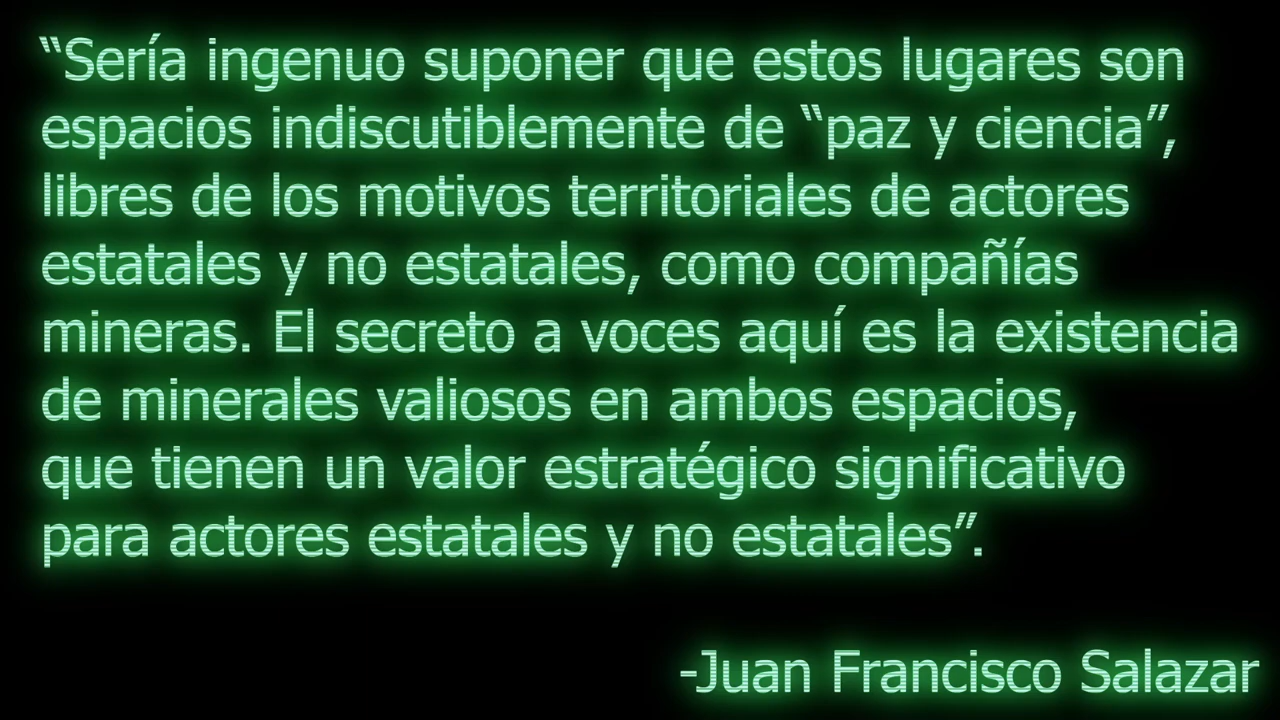 “Sería ingenuo suponer que estos lugares son
espacios indiscutiblemente de “paz y ciencia”,
libres de los motivos territoriales de actores
estatales y no estatales, como compañías
mineras. El secreto a voces aquí es la existencia
de minerales valiosos en ambos espacios,
que tienen un valor estratégico significativo
para actores estatales y no estatales”.
-Juan Francisco Salazar